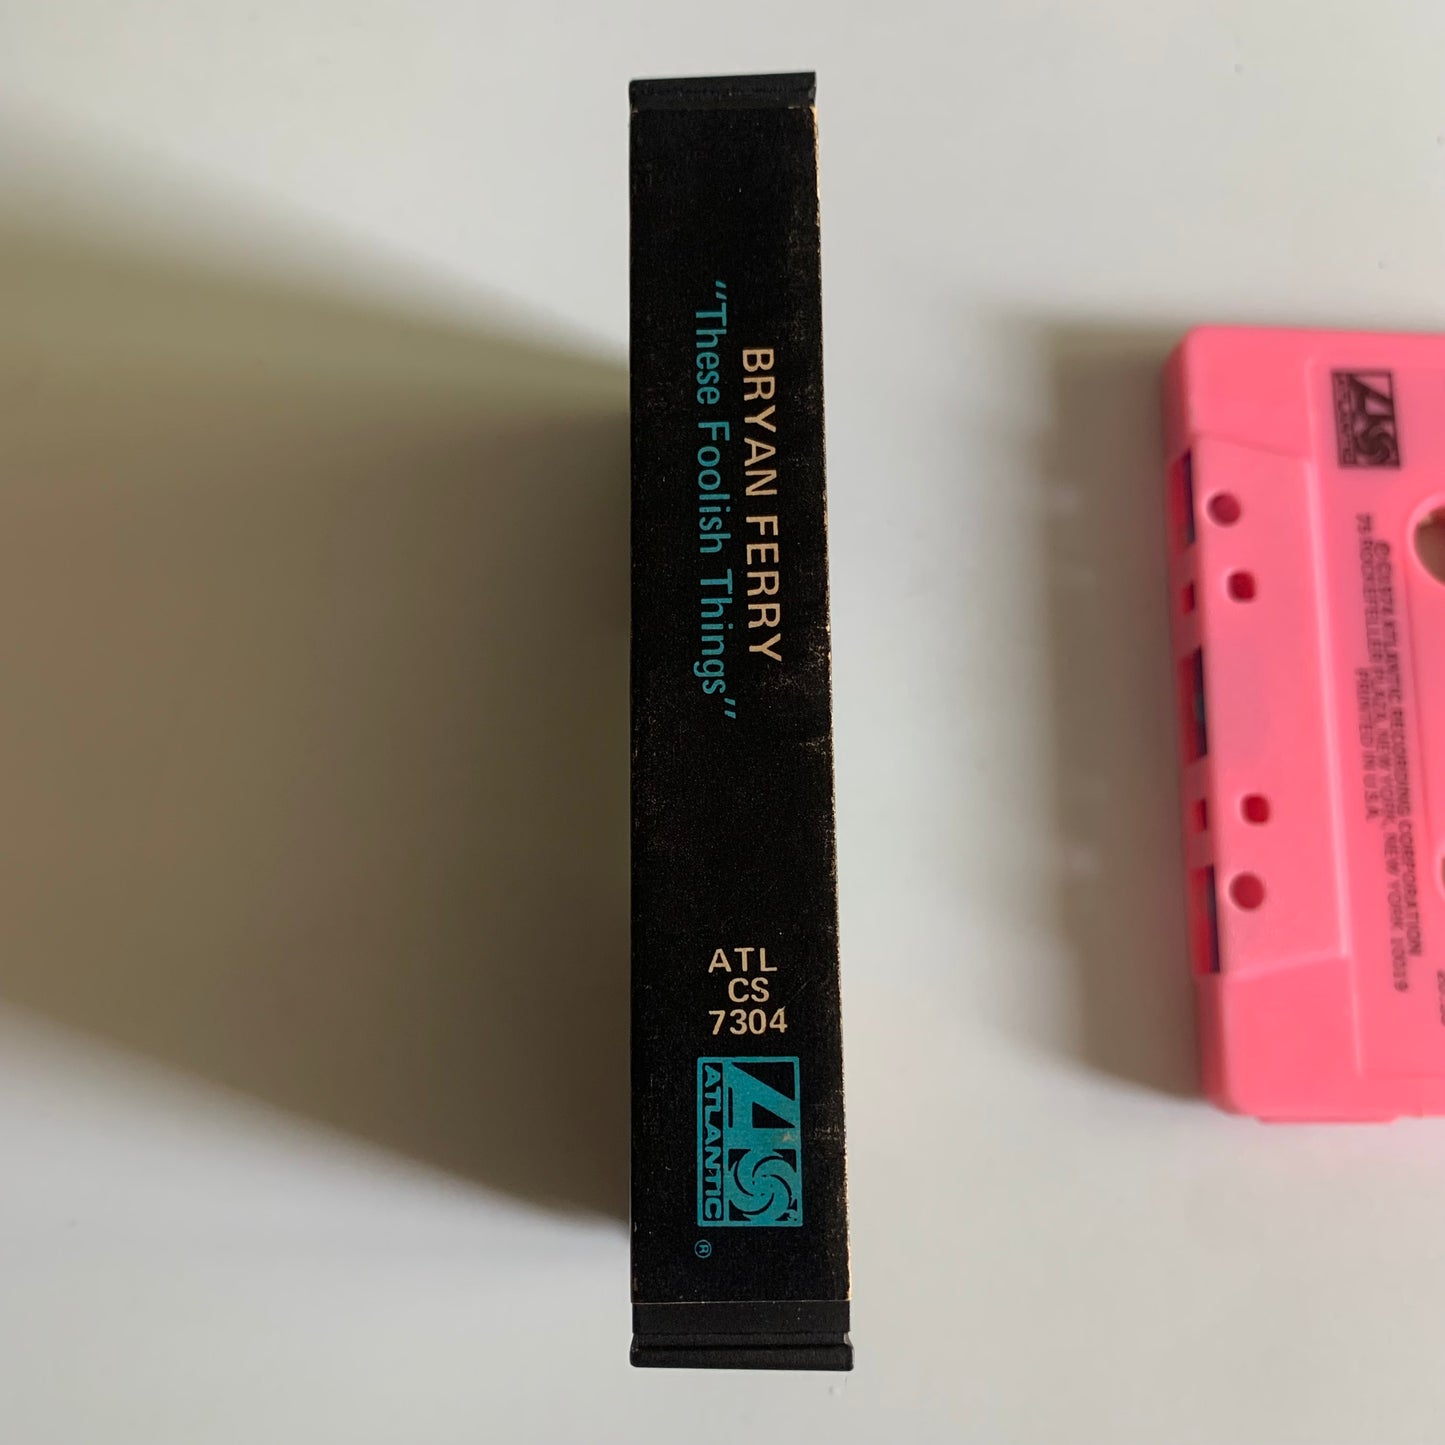 BRYAN FERRY
"These Foolish Things"
ATL
CS
7304
ATLANTIC
®
ATLANTIC
ATLANTIC RECORDING CORPORATION
75 ROCKEFELLER PLAZA, NEW YORK, NEW YORK 10019
PRINTED IN U.S.A.